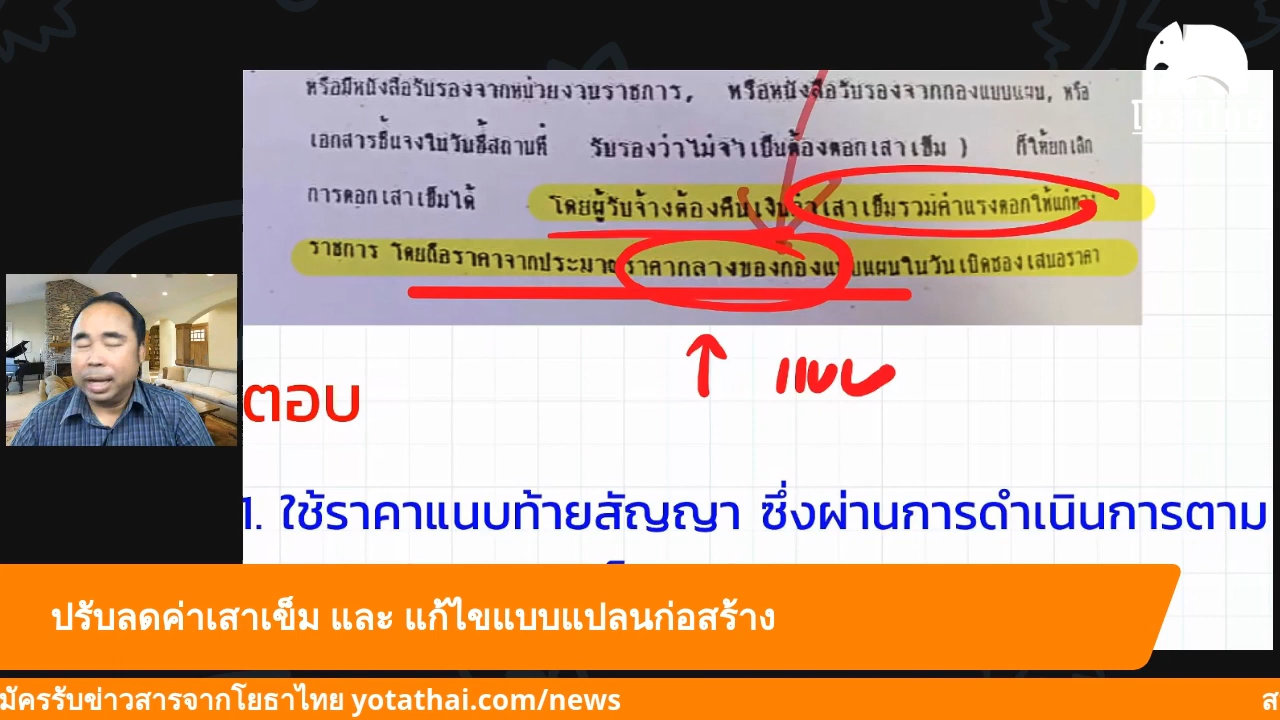 หรือมีหนังสือรับรองจากหน่วยงานราชการ, หรือหนังสือรับรองจากกองแบบแผน, หรือ
เอกสารชี้แจงในวันชี้สถานที่ รับรองว่าไม่จำเป็นต้องตอกเสาเข็ม ) ก็ให้ยกเลิก
การตอกเสาเข็มได้ โดยผู้รับจ้างต้องคืนเงินค่าเสาเข็มรวมค่าแรงตอกให้แก่ทาง
ราชการ โดยถือราคาจากประมาณราคากลางของกองแบบแผนในวันเปิดซองเสนอราคา
แนบ
ตอบ
1. ใช้ราคาแนบท้ายสัญญา ซึ่งผ่านการดำเนินการตาม
ปรับลดค่าเสาเข็ม และ แก้ไขแบบแปลนก่อสร้าง
มัครรับข่าวสารจากโยธาไทย yotathai.com/news
ส